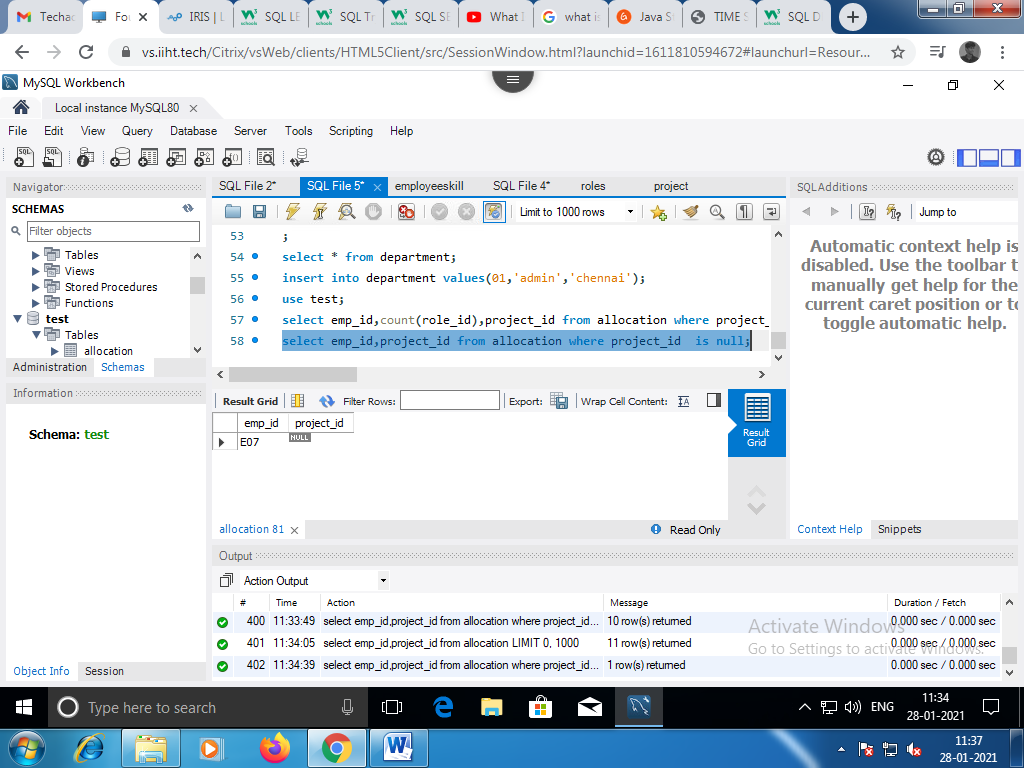 Techac
Fou
IRIS | L
SQL LE
SQL Tr
SQL SE
What I
what is
Java St
TIME S
SQL D
vs.iiht.tech/Citrix/vsWeb/clients/HTML5Client/src/SessionWindow.html?launchid=1611810594672#launchurl=Resour...
MySQL Workbench
Local instance MySQL80
File Edit View Query Database Server Tools Scripting Help
Navigator
SCHEMAS
Filter objects
Tables
Views
Stored Procedures
Functions
test
Tables
allocation
Administration Schemas
Information
Schema: test
Object Info Session
SQL File 2* SQL File 5* employeeskill SQL File 4* roles project
Limit to 1000 rows
53 ;
54 select * from department;
55 insert into department values(01,'admin','chennai');
56 use test;
57 select emp_id,count(role_id),project_id from allocation where project_
58 select emp_id,project_id from allocation where project_id  is null;
Result Grid Filter Rows: Export: Wrap Cell Content:
emp_id project_id
E07 NULL
Result
Grid
allocation 81
Read Only
SQLAdditions
Jump to
Automatic context help is
disabled. Use the toolbar t
manually get help for the
current caret position or to
toggle automatic help.
Context Help Snippets
Output
Action Output
# Time Action Message Duration / Fetch
400 11:33:49 select emp_id,project_id from allocation where project_id... 10 row(s) returned 0.000 sec / 0.000 sec
401 11:34:05 select emp_id,project_id from allocation LIMIT 0, 1000 11 row(s) returned 0.000 sec / 0.000 sec
402 11:34:39 select emp_id,project_id from allocation where project_id... 1 row(s) returned 0.000 sec / 0.000 sec
Activate Windows
Go to Settings to activate Windows.
Type here to search
ENG
11:34
28-01-2021
11:37
28-01-2021